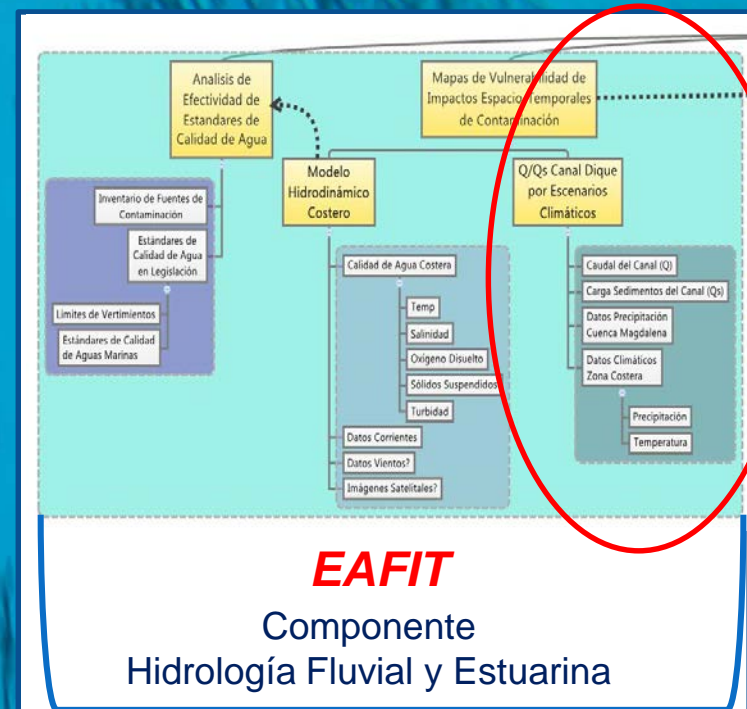 Analisis de
Efectividad de
Estandares de
Calidad de Agua
Mapas de Vulnerabilidad de
Impactos Espacio Temporales
de Contaminación
Modelo
Hidrodinámico
Costero
Q/Qs Canal Dique
por Escenarios
Climáticos
Inventario de Fuentes de
Contaminación
Estándares de
Calidad de Agua
en Legislación
Limites de Vertimientos
Estándares de Calidad
de Aguas Marinas
Calidad de Agua Costera
Temp
Salinidad
Oxigeno Disuelto
Sólidos Suspendidos
Turbidad
Datos Corrientes
Datos Vientos?
Imágenes Satelitales?
Caudal del Canal (Q)
Carga Sedimentos del Canal (Qs)
Datos Precipitación
Cuenca Magdalena
Datos Climáticos
Zona Costera
Precipitación
Temperatura
EAFIT
Componente
Hidrología Fluvial y Estuarina